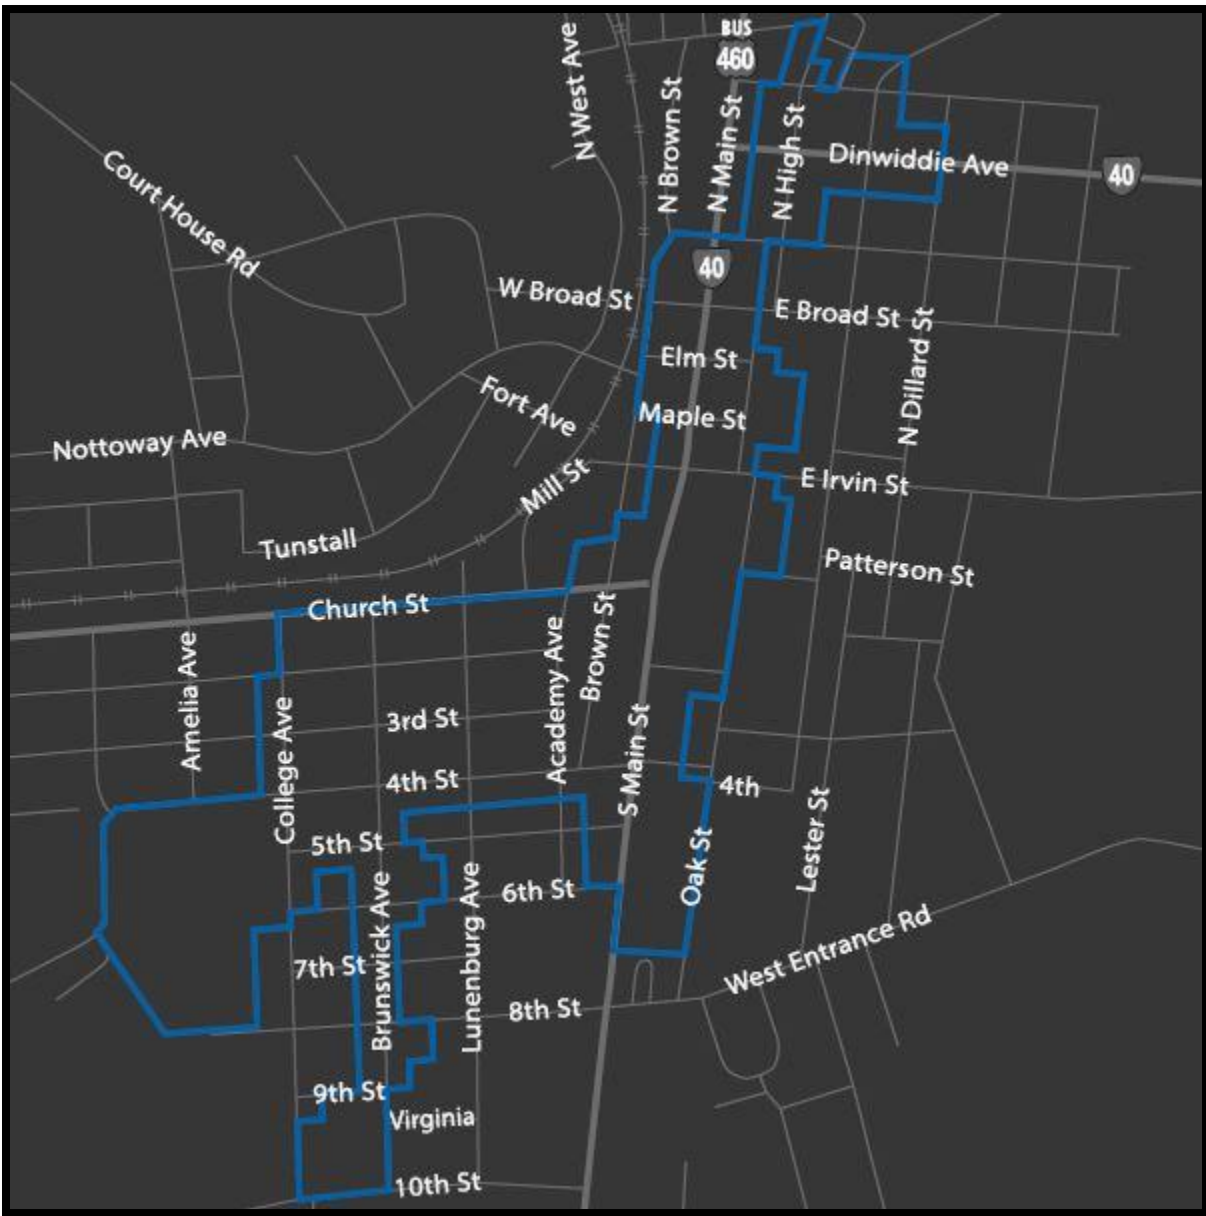 BUS
460
N West Ave
N Brown St
N Main St
N High St
Dinwiddie Ave
40
Court House Rd
40
W Broad St
E Broad St
N Dillard St
Elm St
Fort Ave
Maple St
Nottoway Ave
Mill St
E Irvin St
Tunstall
Patterson St
Church St
Amelia Ave
College Ave
3rd St
Academy Ave
Brown St
S Main St
4th St
4th
5th St
Oak St
Lester St
Brunswick Ave
Lunenburg Ave
6th St
7th St
West Entrance Rd
8th St
9th St
Virginia
10th St